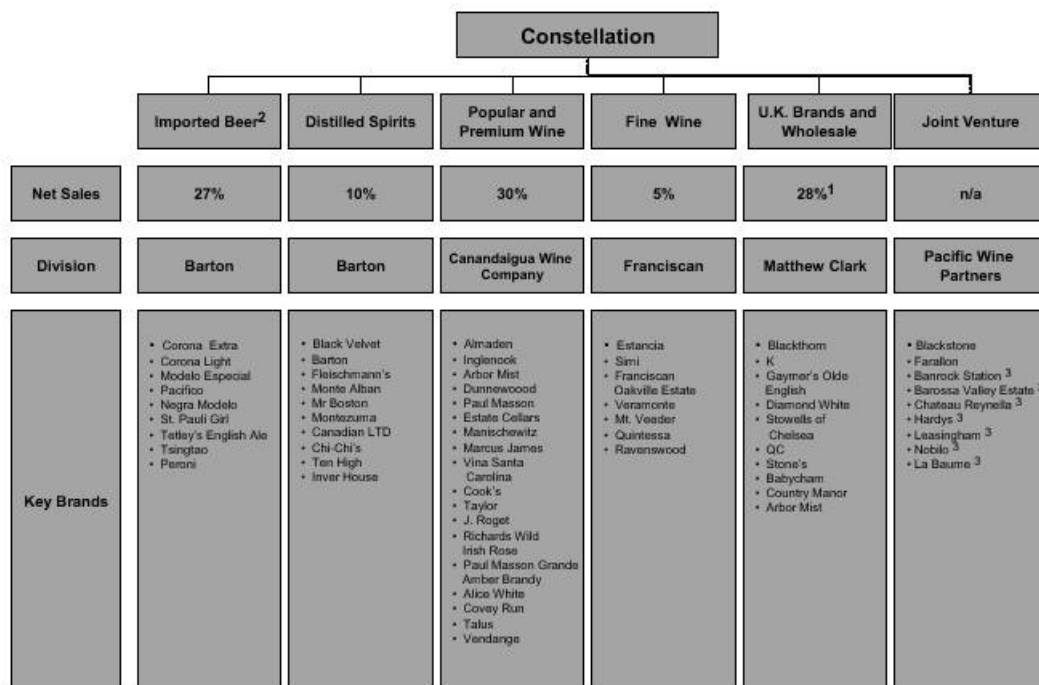 Constellation
Imported Beer2
Distilled Spirits
Popular and
Premium Wine
Fine Wine
U.K. Brands and
Wholesale
Joint Venture
Net Sales
27%
10%
30%
5%
28%1
n/a
Division
Barton
Barton
Canandaigua Wine
Company
Franciscan
Matthew Clark
Pacific Wine
Partners
Key Brands
• Corona Extra
• Corona Light
• Modelo Especial
• Pacifico
• Negra Modelo
• St. Pauli Girl
• Tetley's English Ale
• Tsingtao
• Peroni
• Black Velvet
• Barton
• Fleischmann's
• Monte Alban
• Mr Boston
• Montezuma
• Canadian LTD
• Chi-Chi's
• Ten High
• Inver House
• Almaden
• Inglenook
• Arbor Mist
• Dunnewoood
• Paul Masson
• Estate Cellars
• Manischewitz
• Marcus James
• Vina Santa
Carolina
• Cook's
• Taylor
• J. Roget
• Richards Wild
Irish Rose
• Paul Masson Grande
Amber Brandy
• Alice White
• Covey Run
• Talus
• Vendange
• Estancia
• Simi
• Franciscan
Oakville Estate
• Veramonte
• Mt. Veeder
• Quintessa
• Ravenswood
• Blackthorn
• K
• Gaymer's Olde
English
• Diamond White
• Stowells of
Chelsea
• QC
• Stone's
• Babycham
• Country Manor
• Arbor Mist
• Blackstone
• Farallon
• Banrock Station 3
• Barossa Valley Estate
• Chateau Reynella 3
• Hardys 3
• Leasingham 3
• Nobilo 3
• La Baume 3